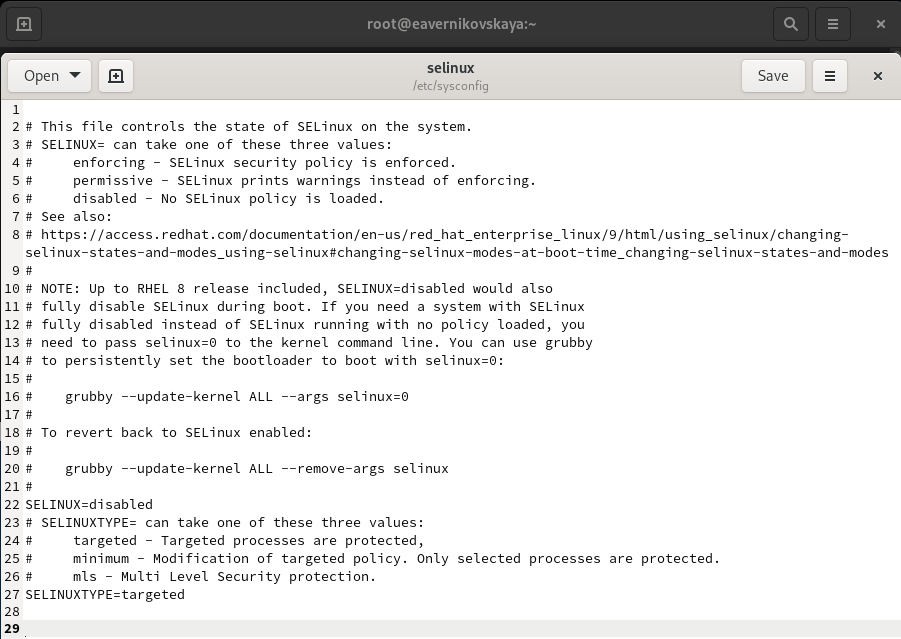 root@eavernikovskaya:~
Open
selinux
/etc/sysconfig
Save
1
2 # This file controls the state of SELinux on the system.
3 # SELINUX= can take one of these three values:
4 #     enforcing - SELinux security policy is enforced.
5 #     permissive - SELinux prints warnings instead of enforcing.
6 #     disabled - No SELinux policy is loaded.
7 # See also:
8 # https://access.redhat.com/documentation/en-us/red_hat_enterprise_linux/9/html/using_selinux/changing-
selinux-states-and-modes_using-selinux#changing-selinux-modes-at-boot-time_changing-selinux-states-and-modes
9 #
10 # NOTE: Up to RHEL 8 release included, SELINUX=disabled would also
11 # fully disable SELinux during boot. If you need a system with SELinux
12 # fully disabled instead of SELinux running with no policy loaded, you
13 # need to pass selinux=0 to the kernel command line. You can use grubby
14 # to persistently set the bootloader to boot with selinux=0:
15 #
16 #    grubby --update-kernel ALL --args selinux=0
17 #
18 # To revert back to SELinux enabled:
19 #
20 #    grubby --update-kernel ALL --remove-args selinux
21 #
22 SELINUX=disabled
23 # SELINUXTYPE= can take one of these three values:
24 #     targeted - Targeted processes are protected,
25 #     minimum - Modification of targeted policy. Only selected processes are protected.
26 #     mls - Multi Level Security protection.
27 SELINUXTYPE=targeted
28
29